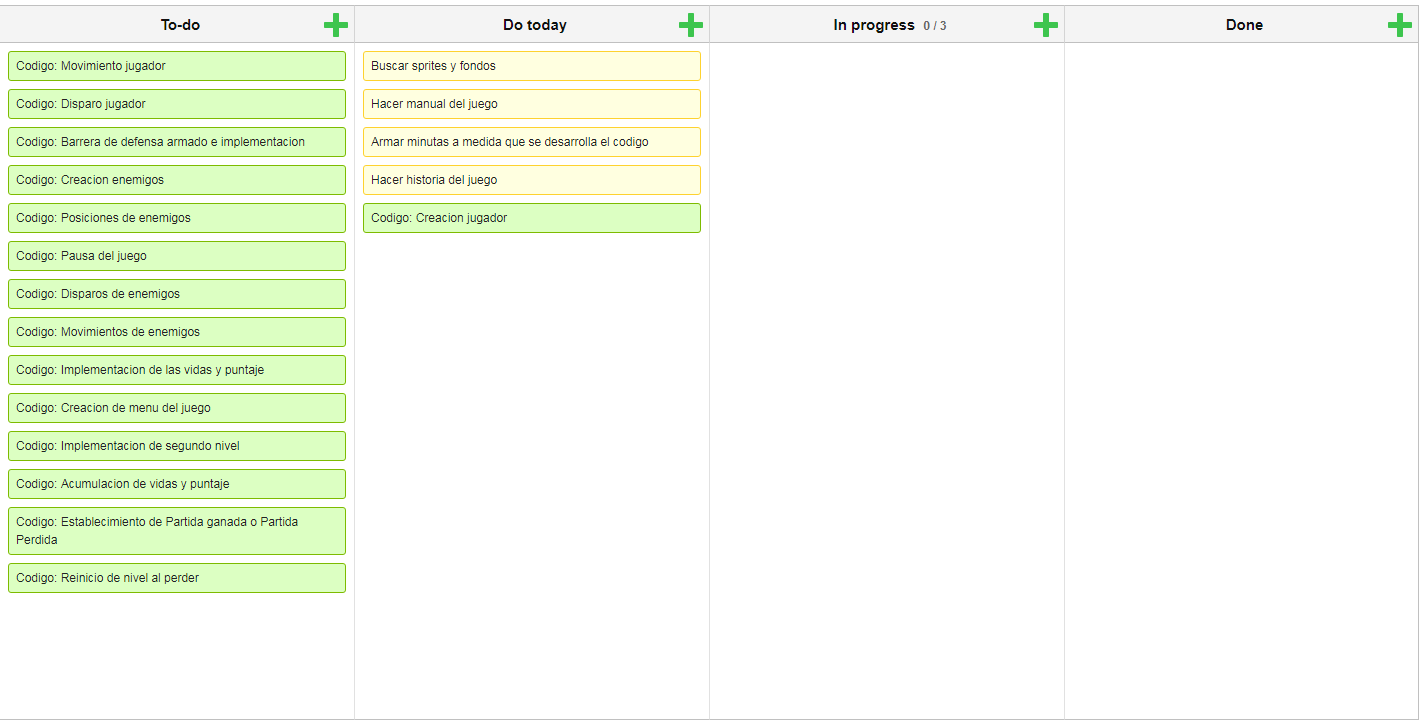 To-do
Codigo: Movimiento jugador
Codigo: Disparo jugador
Codigo: Barrera de defensa armado e implementacion
Codigo: Creacion enemigos
Codigo: Posiciones de enemigos
Codigo: Pausa del juego
Codigo: Disparos de enemigos
Codigo: Movimientos de enemigos
Codigo: Implementacion de las vidas y puntaje
Codigo: Creacion de menu del juego
Codigo: Implementacion de segundo nivel
Codigo: Acumulacion de vidas y puntaje
Codigo: Establecimiento de Partida ganada o Partida
Perdida
Codigo: Reinicio de nivel al perder
Do today
Buscar sprites y fondos
Hacer manual del juego
Armar minutas a medida que se desarrolla el codigo
Hacer historia del juego
Codigo: Creacion jugador
In progress 0 / 3
Done